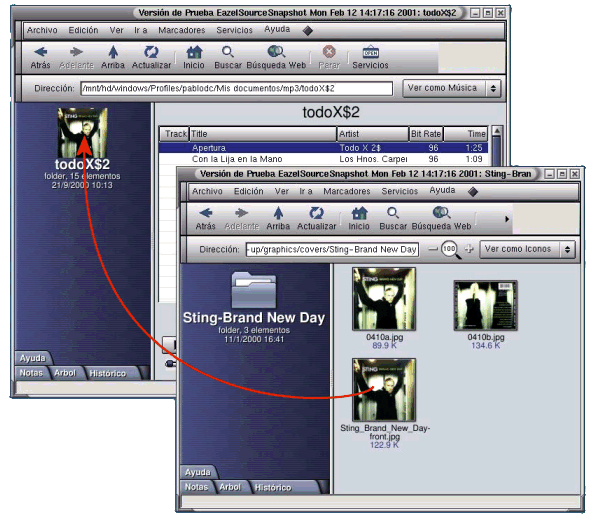 Versión de Prueba EazelSourceSnapshot Mon Feb 12 14:17:16 2001: todoX$2
Archivo Edición Ver Ir a Marcadores Servicios Ayuda
Atrás Adelante Arriba Actualizar Inicio Buscar Búsqueda Web Parar Servicios
OPEN
Dirección: /mnt/hd/windows/Profiles/pablodc/Mis documentos/mp3/todoX$2 Ver como Música
STING
todoX$2
folder, 15 elementos
21/9/2000 10:13
todoX$2
Track Title Artist Bit Rate Time
Apertura Todo X 2$ 96 1:25
Con la Lija en la Mano Los Hnos. Carpei 96 1:09
Ayuda
Notas Arbol Histórico
Versión de Prueba EazelSourceSnapshot Mon Feb 12 14:17:16 2001: Sting-Bran
Archivo Edición Ver Ir a Marcadores Servicios Ayuda
Atrás Adelante Arriba Actualizar Inicio Buscar Búsqueda Web
Dirección: -up/graphics/covers/Sting-Brand New Day 100 Ver como Iconos
Sting-Brand New Day
folder, 3 elementos
11/1/2000 16:41
STING
0410a.jpg
89.9 K
0410b.jpg
134.6 K
STING
Sting_Brand_New_Day-
front.jpg
122.9 K
Ayuda
Notas Arbol Histórico